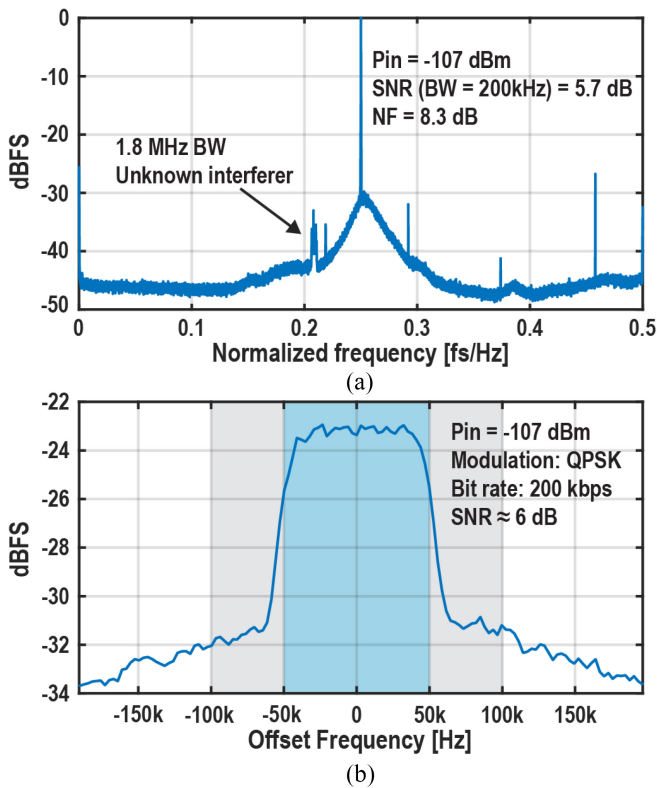 0
-10
-20
-30
-40
-50
dBFS
Pin = -107 dBm
SNR (BW = 200kHz) = 5.7 dB
NF = 8.3 dB
1.8 MHz BW
Unknown interferer
0 0.1 0.2 0.3 0.4 0.5
Normalized frequency [fs/Hz]
(a)
-22
-24
-26
-28
-30
-32
-34
dBFS
Pin = -107 dBm
Modulation: QPSK
Bit rate: 200 kbps
SNR ≈ 6 dB
-150k -100k -50k 0 50k 100k 150k
Offset Frequency [Hz]
(b)